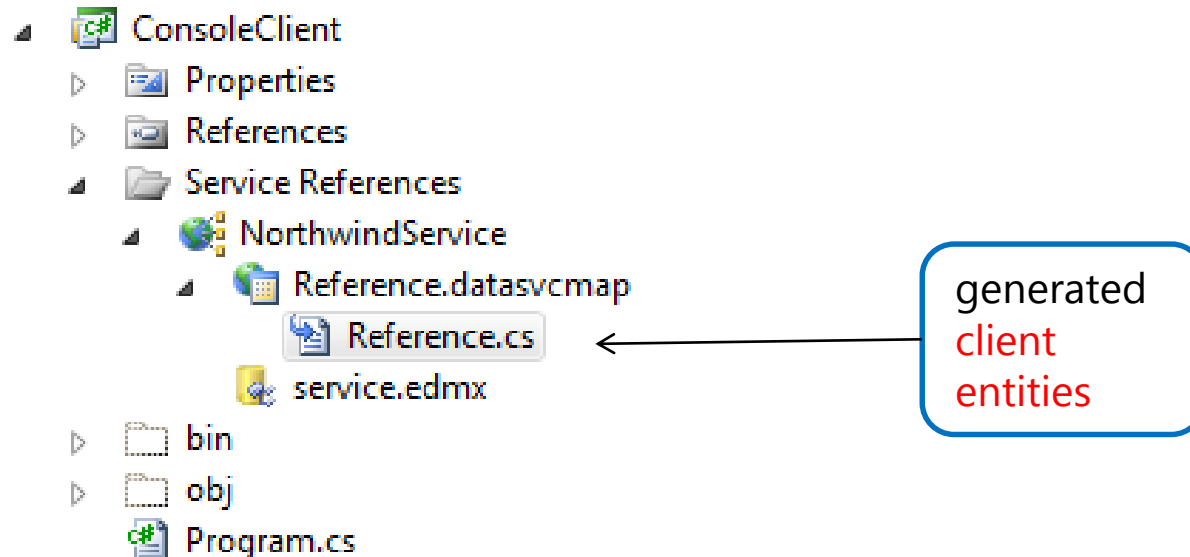 ConsoleClient
Properties
References
Service References
NorthwindService
Reference.datasvcmap
Reference.cs
service.edmx
bin
obj
Program.cs
generated
client
entities